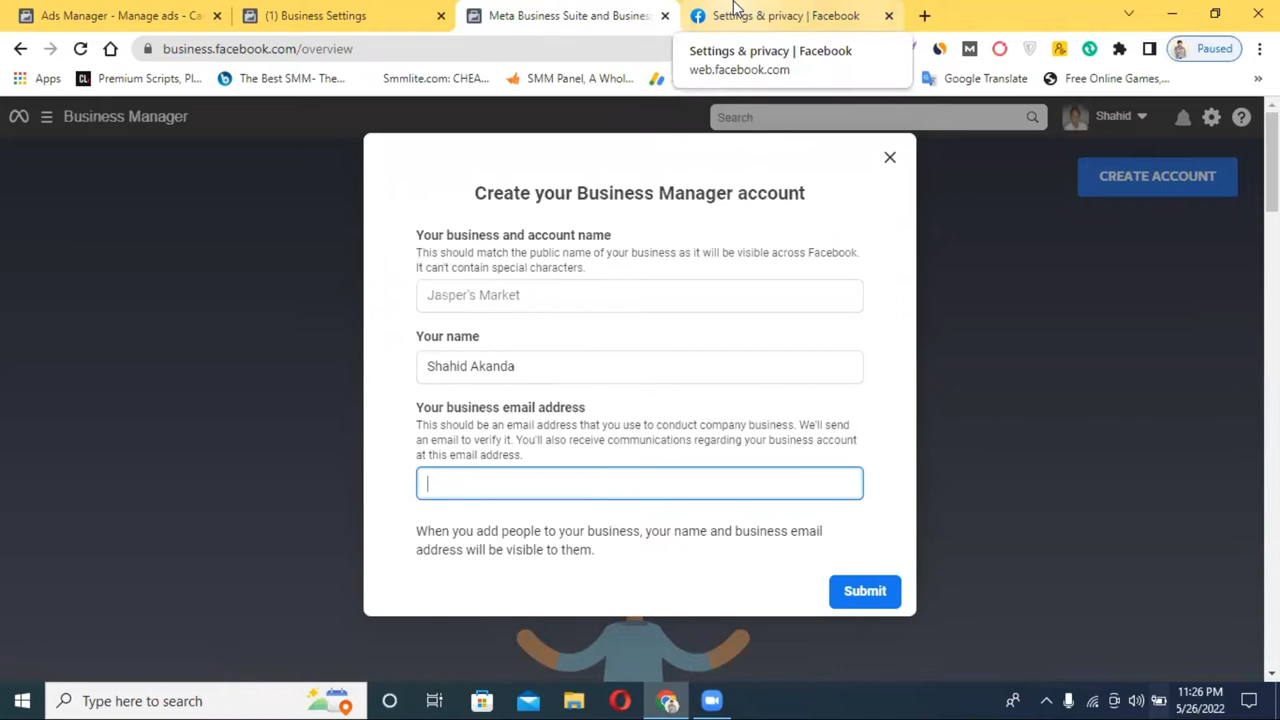 Ads Manager - Manage ads - Ca
(1) Business Settings
Meta Business Suite and Busines
Settings & privacy | Facebook
business.facebook.com/overview
Settings & privacy | Facebook
web.facebook.com
Paused
Apps
Premium Scripts, Pl...
The Best SMM- The...
Smmlite.com: CHEA...
SMM Panel, A Whol...
Google Translate
Free Online Games,...
»
Business Manager
Search
Shahid
CREATE ACCOUNT
Create your Business Manager account
Your business and account name
This should match the public name of your business as it will be visible across Facebook.
It can't contain special characters.
Jasper's Market
Your name
Shahid Akanda
Your business email address
This should be an email address that you use to conduct company business. We'll send
an email to verify it. You'll also receive communications regarding your business account
at this email address.
When you add people to your business, your name and business email
address will be visible to them.
Submit
Type here to search
11:26 PM
5/26/2022